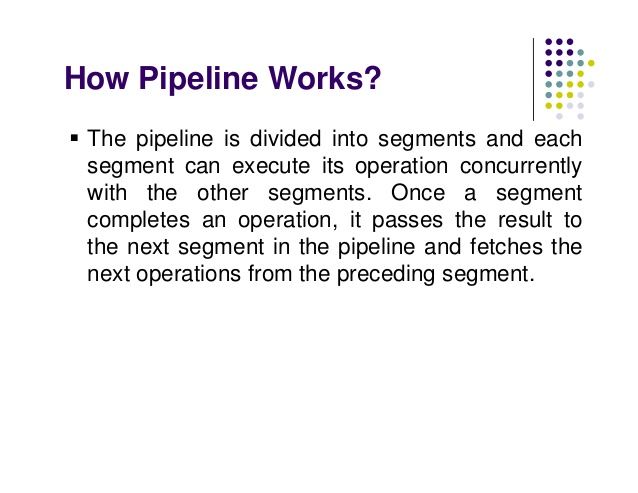 How Pipeline Works?
▪ The pipeline is divided into segments and each
segment can execute its operation concurrently
with the other segments. Once a segment
completes an operation, it passes the result to
the next segment in the pipeline and fetches the
next operations from the preceding segment.